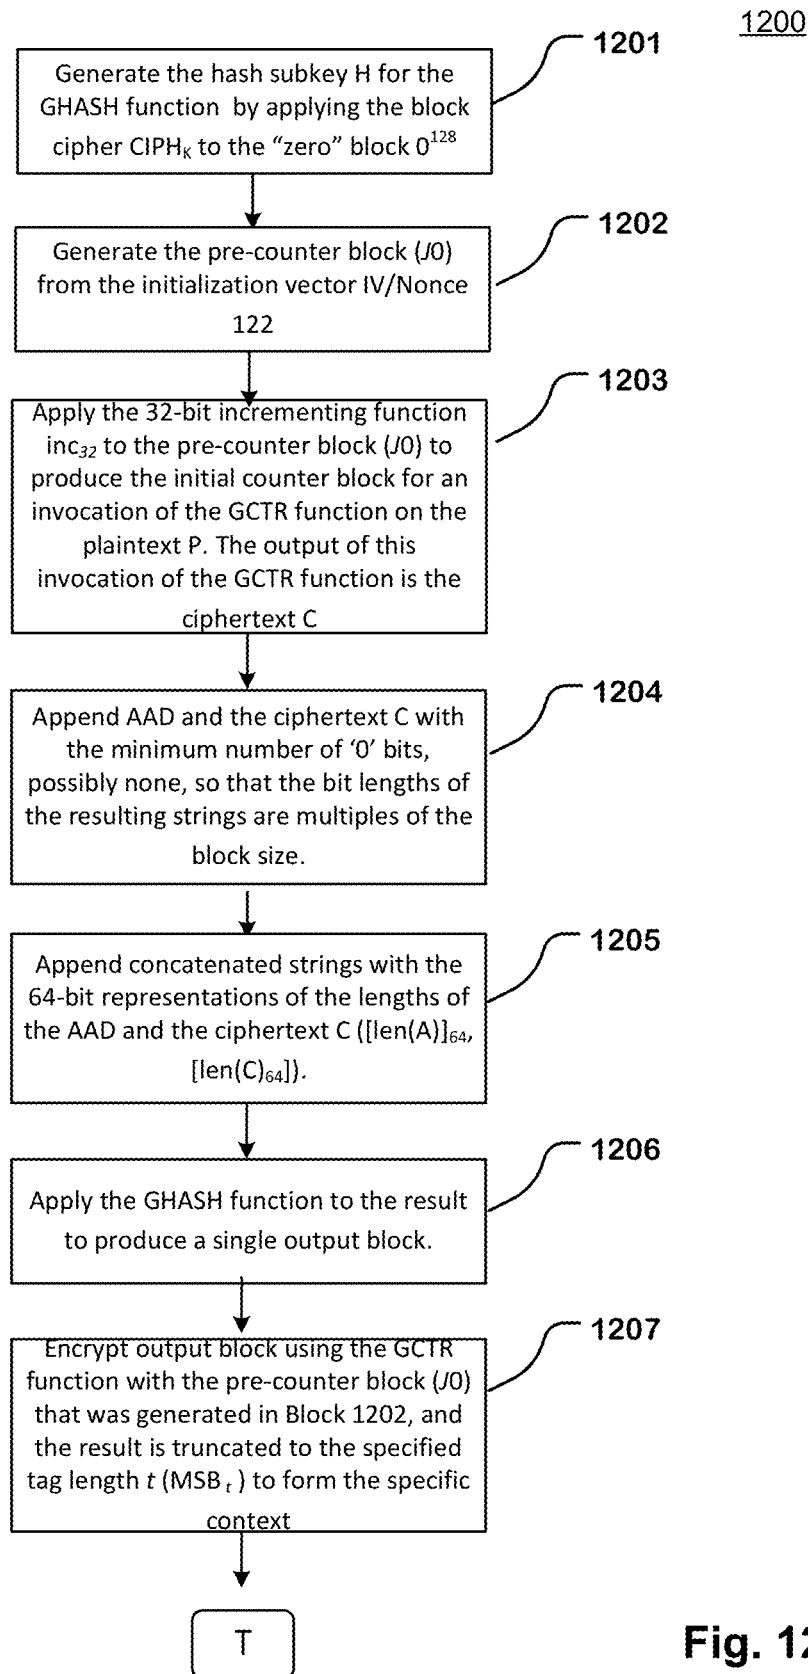 1200
1201
Generate the hash subkey H for the
GHASH function by applying the block
cipher CIPHK to the “zero” block 0128
1202
Generate the pre-counter block (J0)
from the initialization vector IV/Nonce
122
1203
Apply the 32-bit incrementing function
inc32 to the pre-counter block (J0) to
produce the initial counter block for an
invocation of the GCTR function on the
plaintext P. The output of this
invocation of the GCTR function is the
ciphertext C
1204
Append AAD and the ciphertext C with
the minimum number of ‘0’ bits,
possibly none, so that the bit lengths of
the resulting strings are multiples of the
block size.
1205
Append concatenated strings with the
64-bit representations of the lengths of
the AAD and the ciphertext C ([len(A)]64,
[len(C)64]).
1206
Apply the GHASH function to the result
to produce a single output block.
1207
Encrypt output block using the GCTR
function with the pre-counter block (J0)
that was generated in Block 1202, and
the result is truncated to the specified
tag length t (MSB t ) to form the specific
context
T
Fig. 12